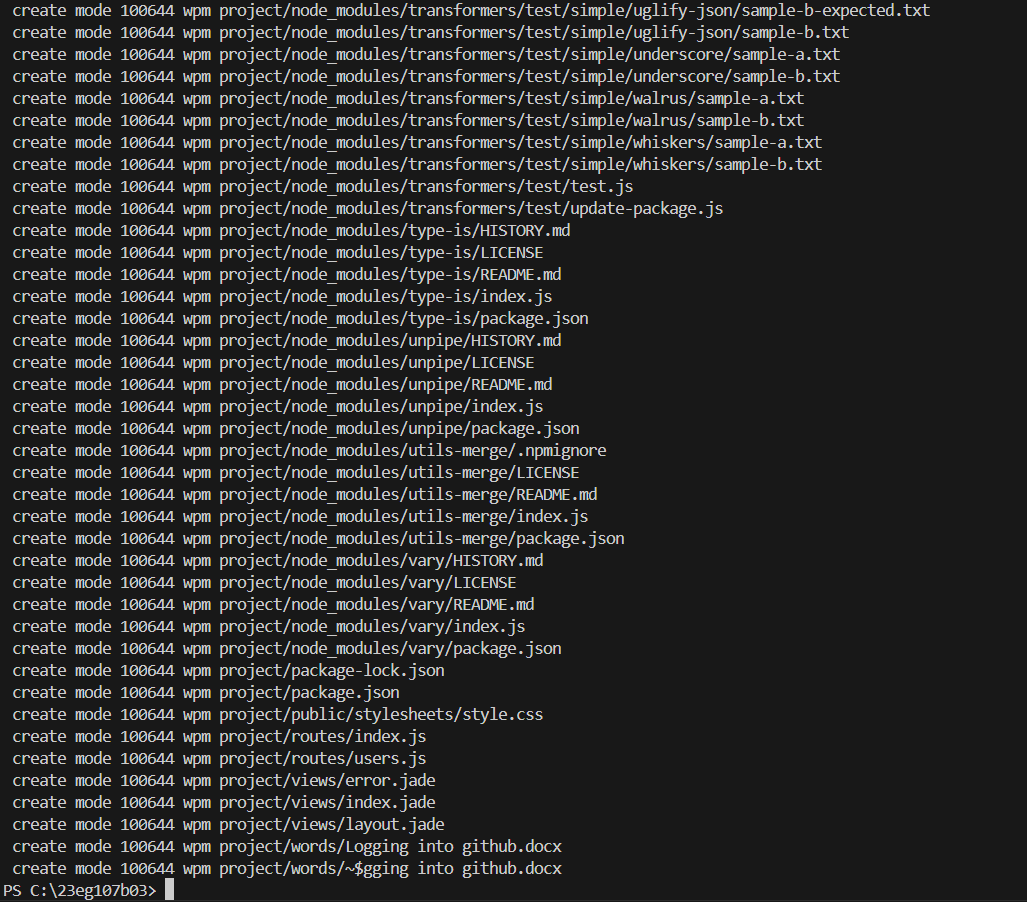 create mode 100644 wpm project/node_modules/transformers/test/simple/uglify-json/sample-b-expected.txt
create mode 100644 wpm project/node_modules/transformers/test/simple/uglify-json/sample-b.txt
create mode 100644 wpm project/node_modules/transformers/test/simple/underscore/sample-a.txt
create mode 100644 wpm project/node_modules/transformers/test/simple/underscore/sample-b.txt
create mode 100644 wpm project/node_modules/transformers/test/simple/walrus/sample-a.txt
create mode 100644 wpm project/node_modules/transformers/test/simple/walrus/sample-b.txt
create mode 100644 wpm project/node_modules/transformers/test/simple/whiskers/sample-a.txt
create mode 100644 wpm project/node_modules/transformers/test/simple/whiskers/sample-b.txt
create mode 100644 wpm project/node_modules/transformers/test/test.js
create mode 100644 wpm project/node_modules/transformers/test/update-package.js
create mode 100644 wpm project/node_modules/type-is/HISTORY.md
create mode 100644 wpm project/node_modules/type-is/LICENSE
create mode 100644 wpm project/node_modules/type-is/README.md
create mode 100644 wpm project/node_modules/type-is/index.js
create mode 100644 wpm project/node_modules/type-is/package.json
create mode 100644 wpm project/node_modules/unpipe/HISTORY.md
create mode 100644 wpm project/node_modules/unpipe/LICENSE
create mode 100644 wpm project/node_modules/unpipe/README.md
create mode 100644 wpm project/node_modules/unpipe/index.js
create mode 100644 wpm project/node_modules/unpipe/package.json
create mode 100644 wpm project/node_modules/utils-merge/.npmignore
create mode 100644 wpm project/node_modules/utils-merge/LICENSE
create mode 100644 wpm project/node_modules/utils-merge/README.md
create mode 100644 wpm project/node_modules/utils-merge/index.js
create mode 100644 wpm project/node_modules/utils-merge/package.json
create mode 100644 wpm project/node_modules/vary/HISTORY.md
create mode 100644 wpm project/node_modules/vary/LICENSE
create mode 100644 wpm project/node_modules/vary/README.md
create mode 100644 wpm project/node_modules/vary/index.js
create mode 100644 wpm project/node_modules/vary/package.json
create mode 100644 wpm project/package-lock.json
create mode 100644 wpm project/package.json
create mode 100644 wpm project/public/stylesheets/style.css
create mode 100644 wpm project/routes/index.js
create mode 100644 wpm project/routes/users.js
create mode 100644 wpm project/views/error.jade
create mode 100644 wpm project/views/index.jade
create mode 100644 wpm project/views/layout.jade
create mode 100644 wpm project/words/Logging into github.docx
create mode 100644 wpm project/words/~$gging into github.docx
PS C:\23eg107b03>